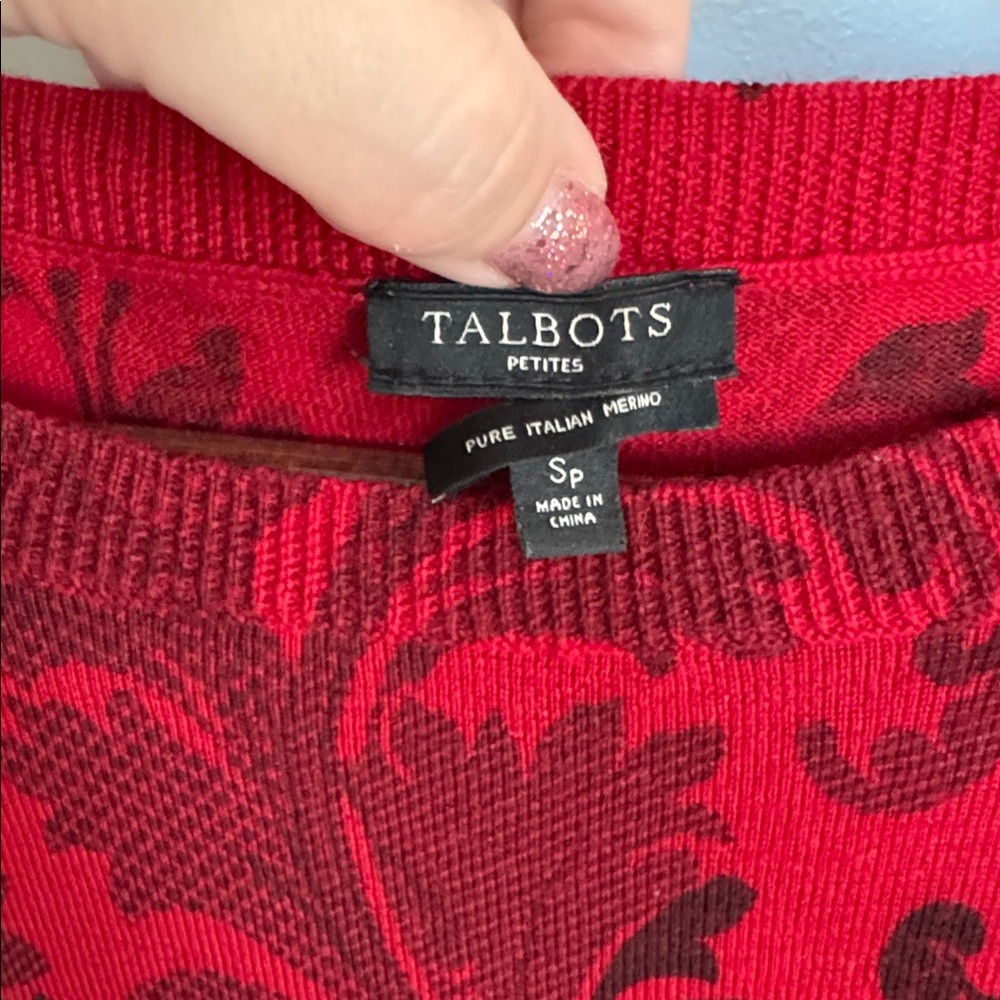 TALBOTS
PETITES
PURE ITALIAN MERINO
Sp
MADE IN
CHINA